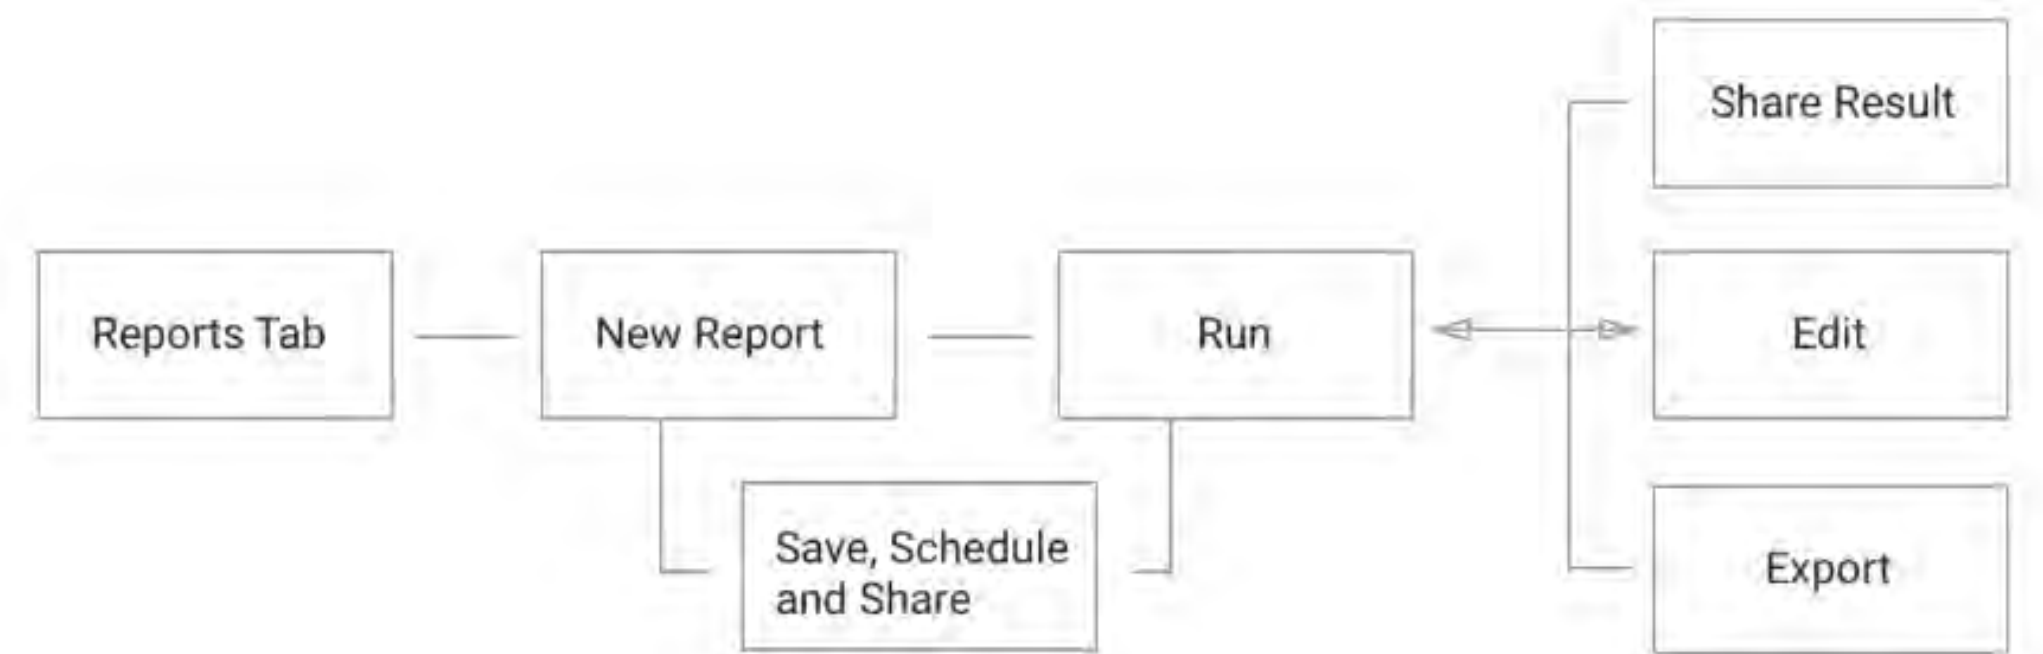 Share Result
Reports Tab
New Report
Run
Edit
Save, Schedule
and Share
Export